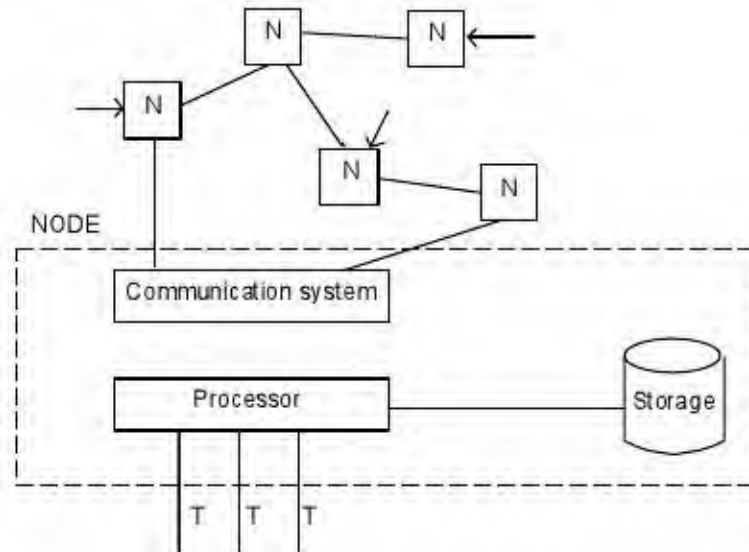 N
N
N
N
N
NODE
Communication system
Processor
Storage
T T T